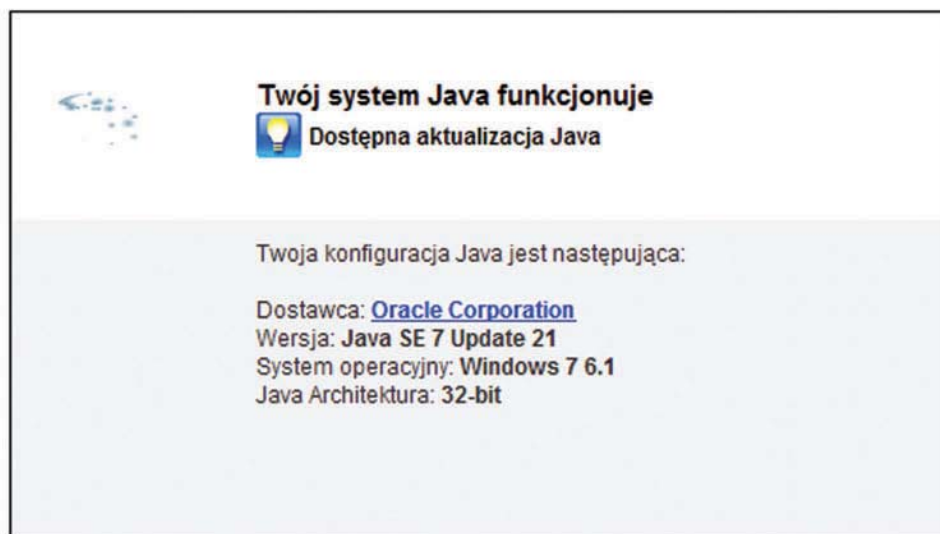 Twój system Java funkcjonuje
Dostępna aktualizacja Java
Twoja konfiguracja Java jest następująca:
Dostawca: Oracle Corporation
Wersja: Java SE 7 Update 21
System operacyjny: Windows 7 6.1
Java Architektura: 32-bit